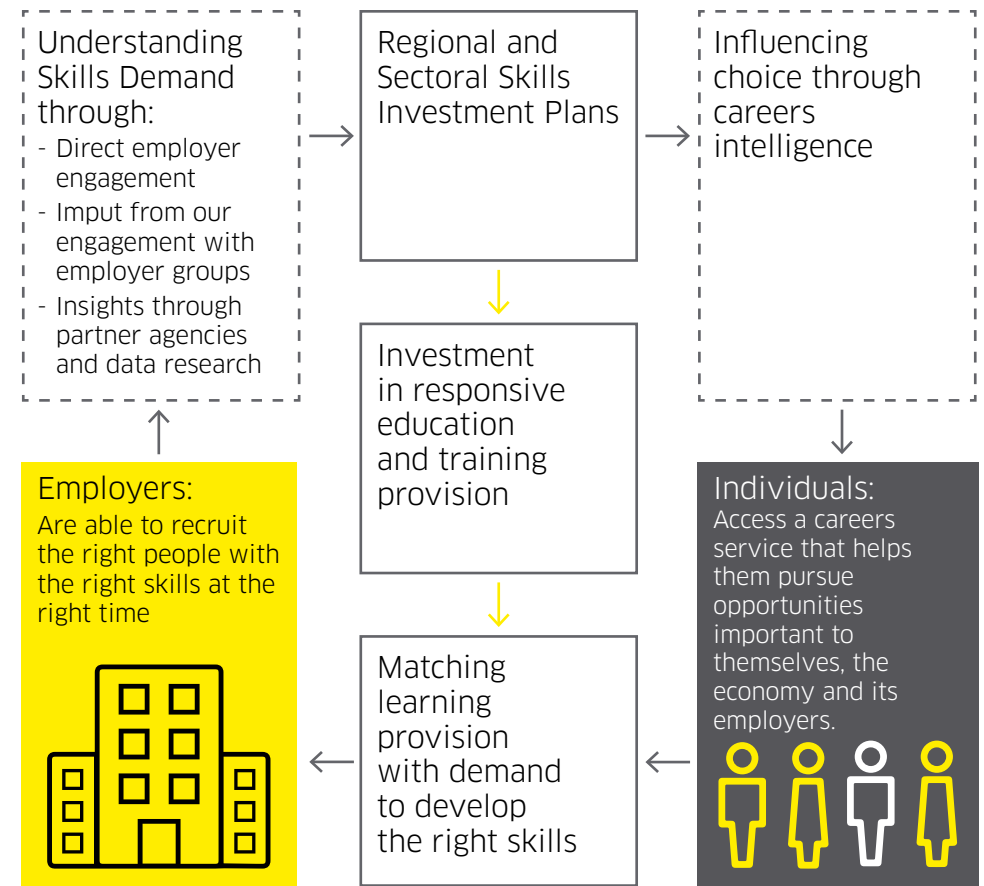 Understanding
Skills Demand
through:
- Direct employer
engagement
- Imput from our
engagement with
employer groups
- Insights through
partner agencies
and data research
Regional and
Sectoral Skills
Investment Plans
Influencing
choice through
careers
intelligence
Investment
in responsive
education
and training
provision
Employers:
Are able to recruit
the right people with
the right skills at the
right time
Matching
learning
provision
with demand
to develop
the right skills
Individuals:
Access a careers
service that helps
them pursue
opportunities
important to
themselves, the
economy and its
employers.